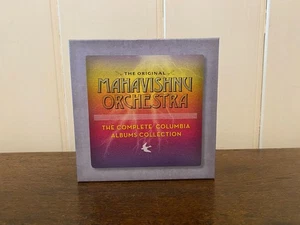 THE ORIGINAL
MAHAVISHNU
ORCHESTRA
THE COMPLETE COLUMBIA
ALBUMS COLLECTION